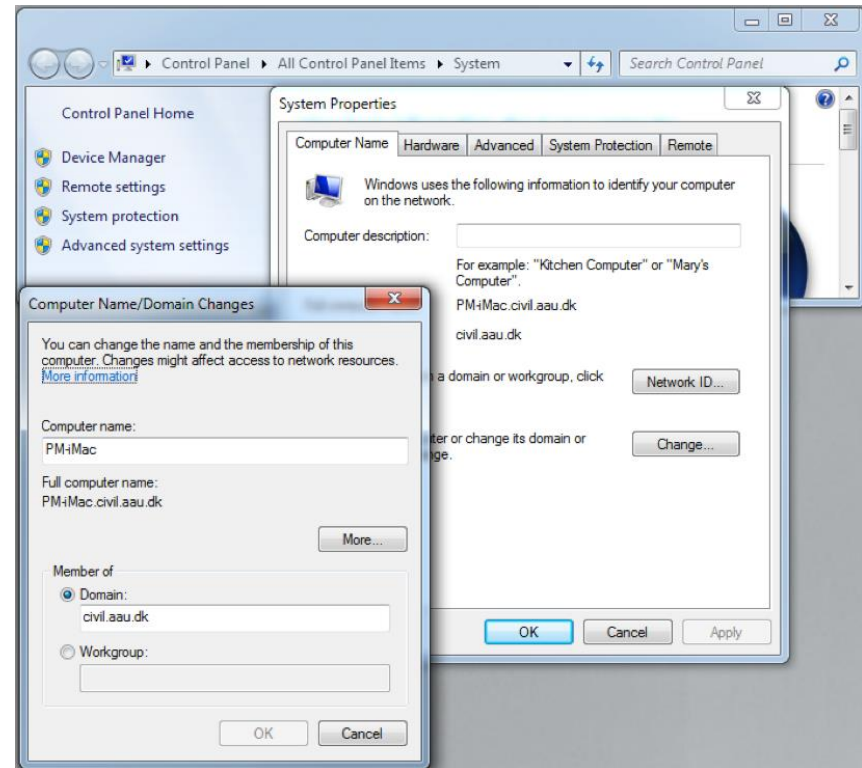 Control Panel
All Control Panel Items
System
Search Control Panel
Control Panel Home
Device Manager
Remote settings
System protection
Advanced system settings
System Properties
Computer Name
Hardware
Advanced
System Protection
Remote
Windows uses the following information to identify your computer
on the network.
Computer description:
For example: "Kitchen Computer" or "Mary's
Computer".
PM-iMac.civil.aau.dk
civil.aau.dk
a domain or workgroup, click
Network ID...
or change its domain or
Change...
OK
Cancel
Apply
Computer Name/Domain Changes
You can change the name and the membership of this
computer. Changes might affect access to network resources.
More information
Computer name:
PM-iMac
Full computer name:
PM-iMac.civil.aau.dk
More...
Member of
Domain:
civil.aau.dk
Workgroup:
OK
Cancel